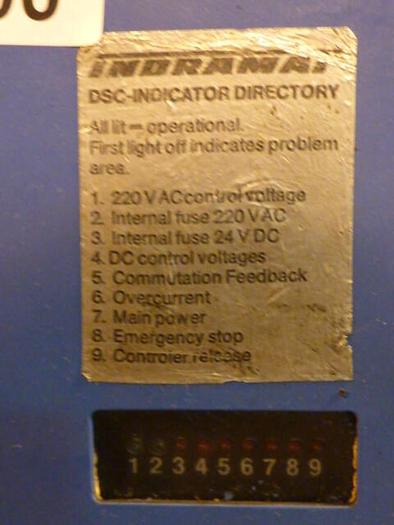 INDRAMAT
DSC-INDICATOR DIRECTORY
All lit = operational.
First light off indicates problem
area.
1. 220 V AC control voltage
2. Internal fuse 220 V AC
3. Internal fuse 24 V DC
4. DC control voltages
5. Commutation Feedback
6. Overcurrent
7. Main power
8. Emergency stop
9. Controler release
1 2 3 4 5 6 7 8 9